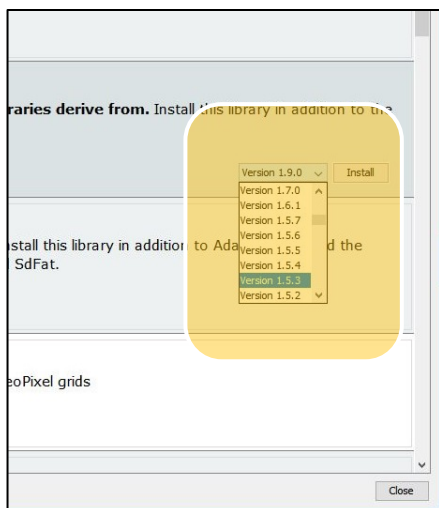 raries derive from. Install this library in addition to the
Version 1.9.0
Install
Version 1.7.0
Version 1.6.1
Version 1.5.7
Version 1.5.6
Version 1.5.5
Version 1.5.4
Version 1.5.3
Version 1.5.2
nstall this library in addition to Ada d the
SdFat.
eoPixel grids
Close